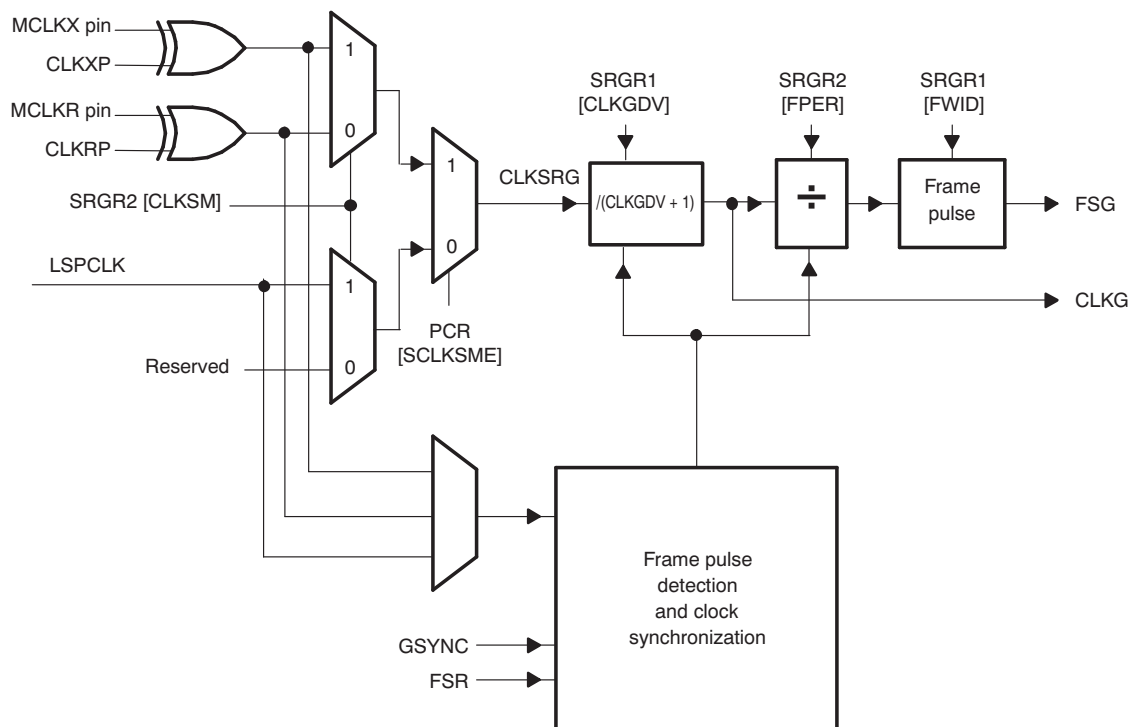 MCLKX pin
CLKXP
MCLKR pin
CLKRP
1
0
SRGR2 [CLKSM]
LSPCLK
1
0
Reserved
1
0
PCR
[SCLKSME]
CLKSRG
SRGR1
[CLKGDV]
/(CLKGDV + 1)
SRGR2
[FPER]
÷
SRGR1
[FWID]
Frame
pulse
FSG
CLKG
Frame pulse
detection
and clock
synchronization
GSYNC
FSR